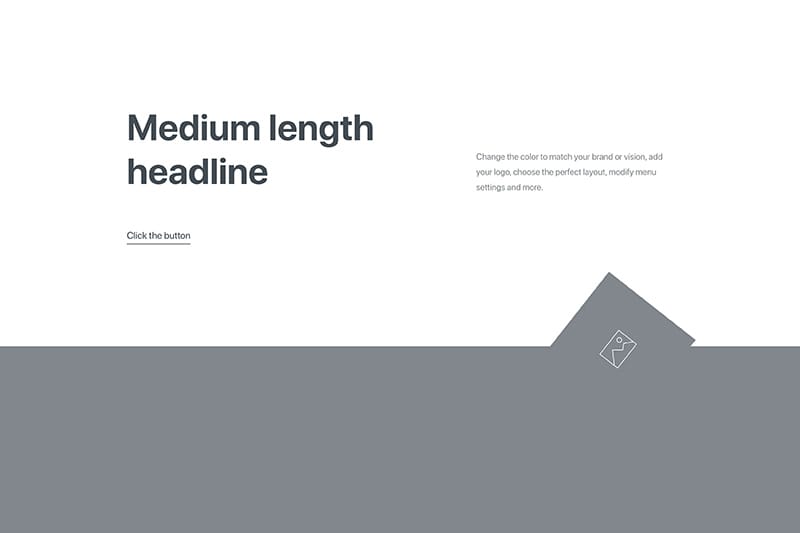 Medium length
headline
Change the color to match your brand or vision, add
your logo, choose the perfect layout, modify menu
settings and more.
Click the button